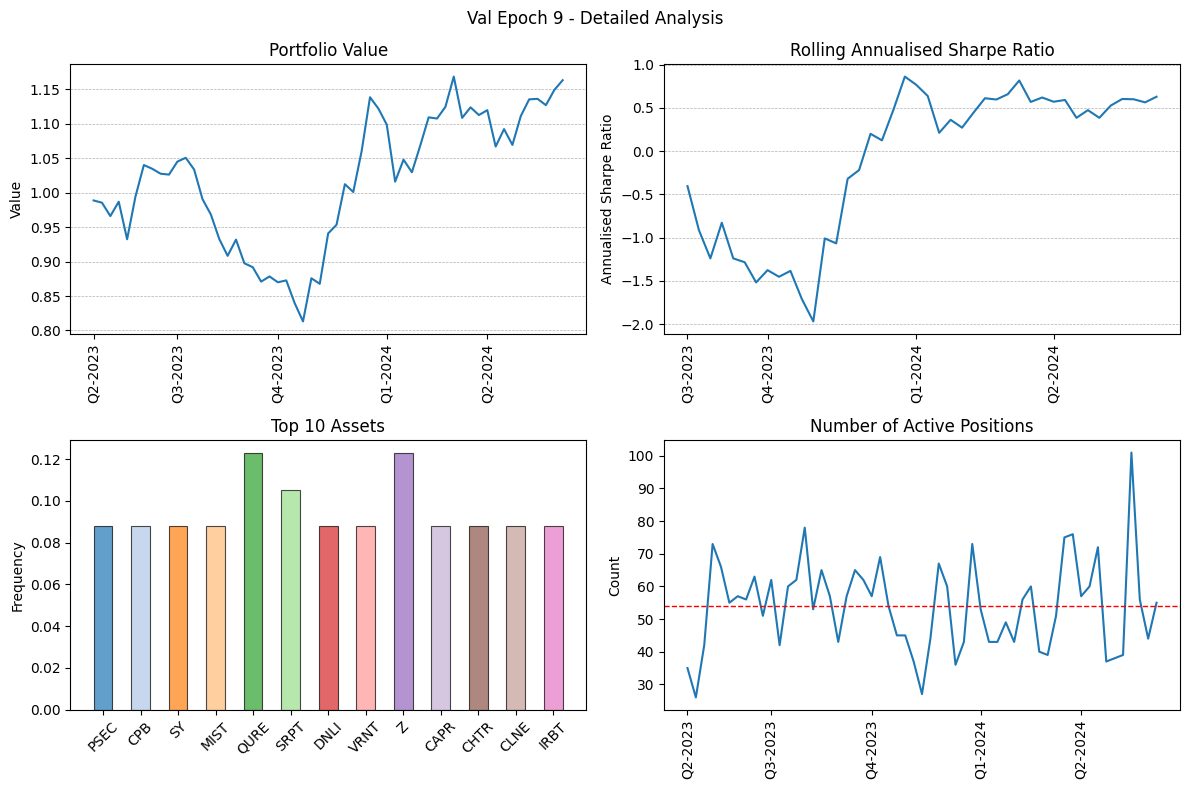 Val Epoch 9 - Detailed Analysis
Portfolio Value
Value
1.15
1.10
1.05
1.00
0.95
0.90
0.85
0.80
Q2-2023
Q3-2023
Q4-2023
Q1-2024
Q2-2024
Rolling Annualised Sharpe Ratio
Annualised Sharpe Ratio
1.0
0.5
0.0
−0.5
−1.0
−1.5
−2.0
Q3-2023
Q4-2023
Q1-2024
Q2-2024
Top 10 Assets
Frequency
0.12
0.10
0.08
0.06
0.04
0.02
0.00
PSEC
CPB
SY
MIST
QURE
SRPT
DNLI
VRNT
Z
CAPR
CHTR
CLNE
IRBT
Number of Active Positions
Count
100
90
80
70
60
50
40
30
Q2-2023
Q3-2023
Q4-2023
Q1-2024
Q2-2024